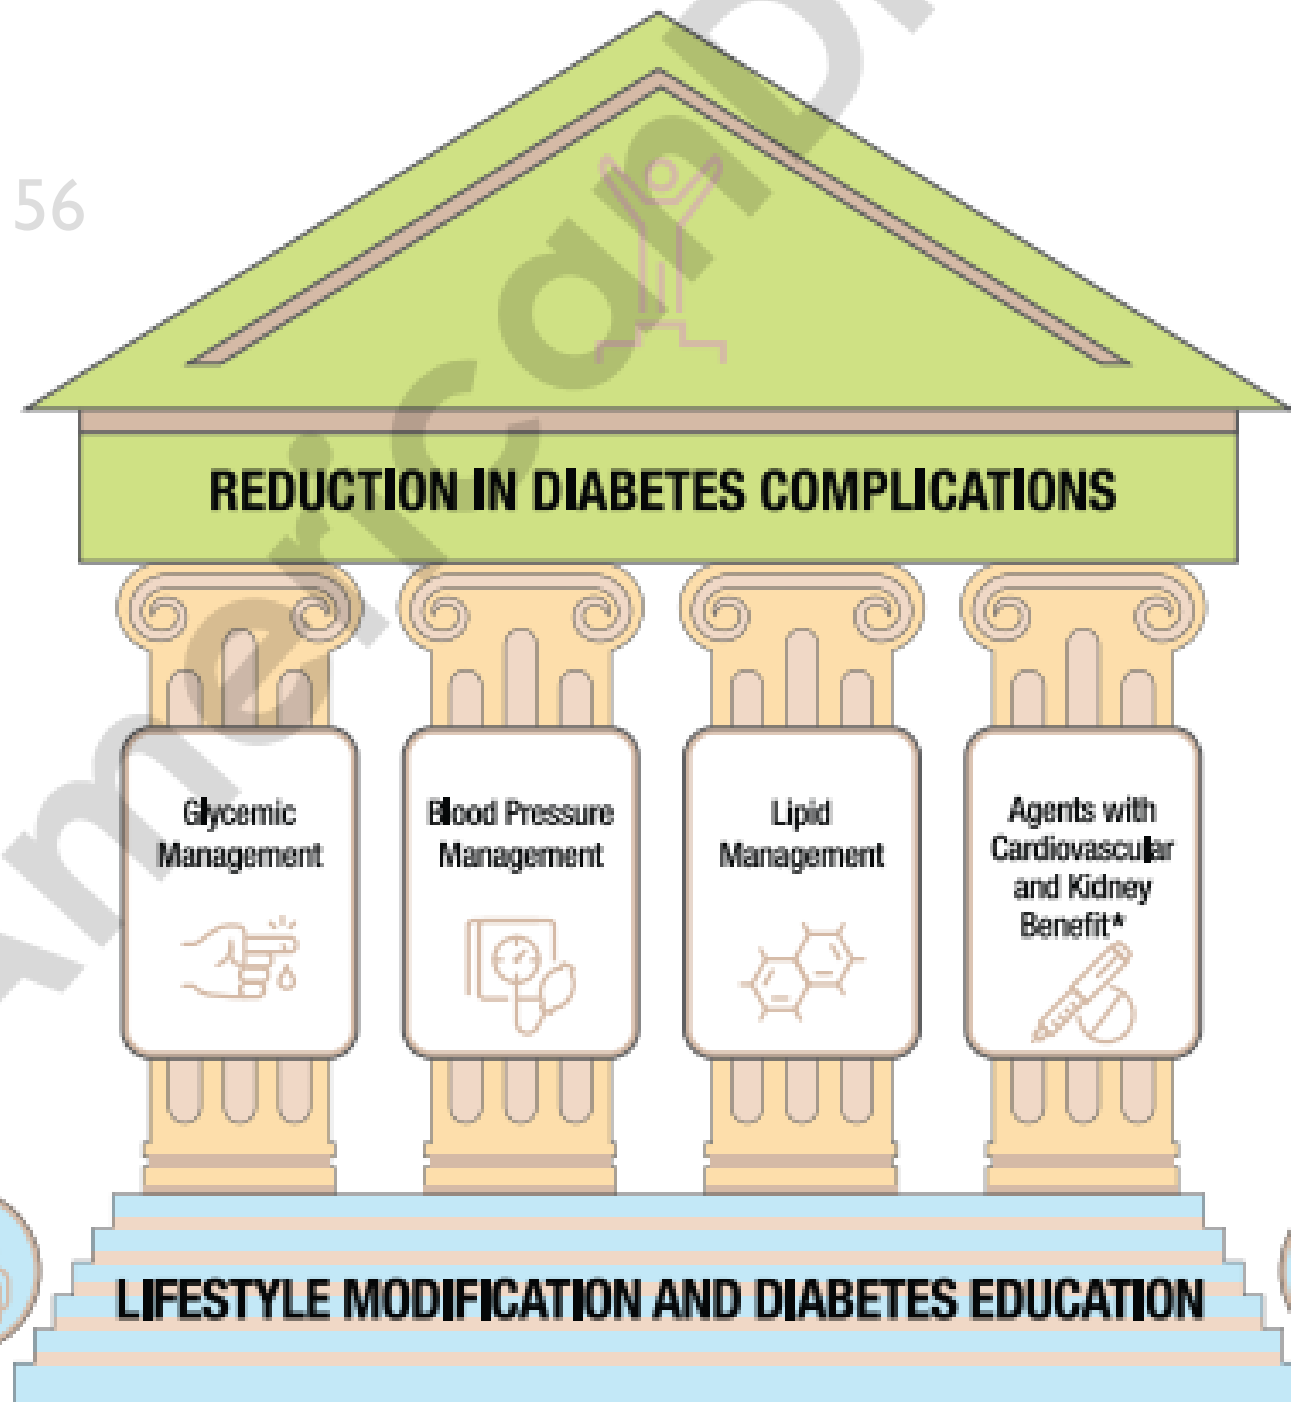 56
REDUCTION IN DIABETES COMPLICATIONS
Glycemic
Management
Blood Pressure
Management
Lipid
Management
Agents with
Cardiovascular
and Kidney
Benefit*
LIFESTYLE MODIFICATION AND DIABETES EDUCATION
American